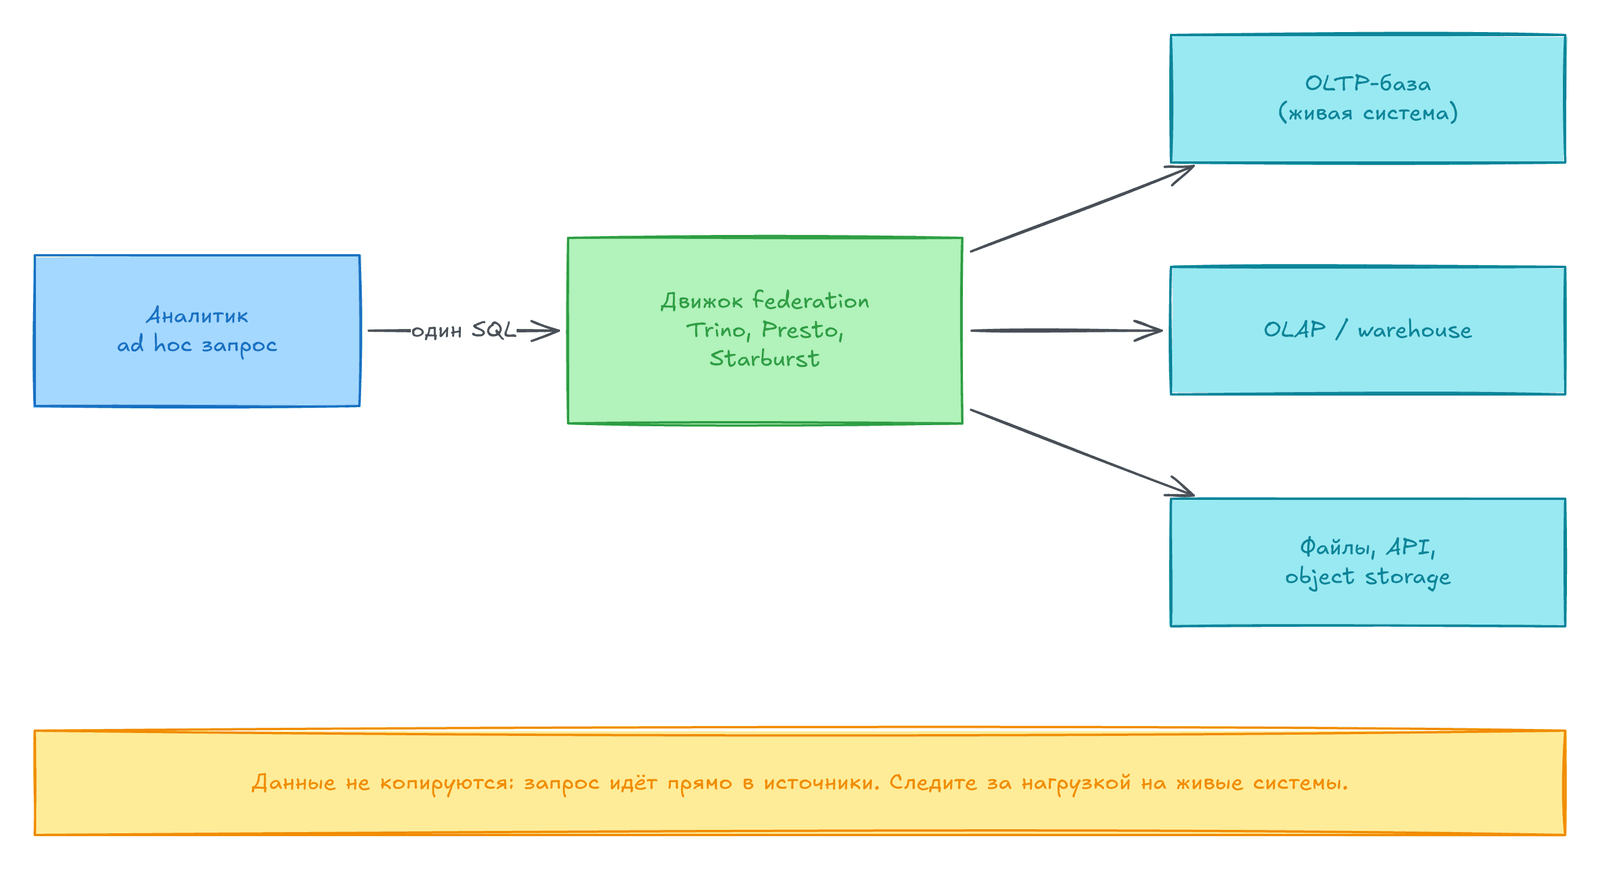 Аналитик
ad hoc запрос
один SQL
Движок federation
Trino, Presto,
Starburst
OLTP-база
(живая система)
OLAP / warehouse
Файлы, API,
object storage
Данные не копируются: запрос идёт прямо в источники. Следите за нагрузкой на живые системы.